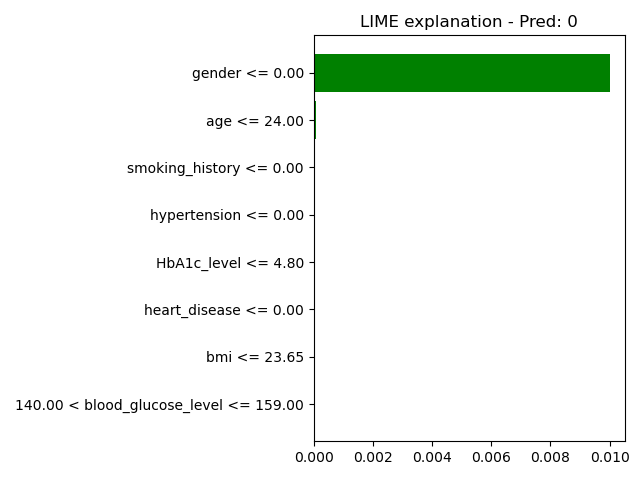 LIME explanation - Pred: 0
gender <= 0.00
age <= 24.00
smoking_history <= 0.00
hypertension <= 0.00
HbA1c_level <= 4.80
heart_disease <= 0.00
bmi <= 23.65
140.00 < blood_glucose_level <= 159.00
0.000 0.002 0.004 0.006 0.008 0.010